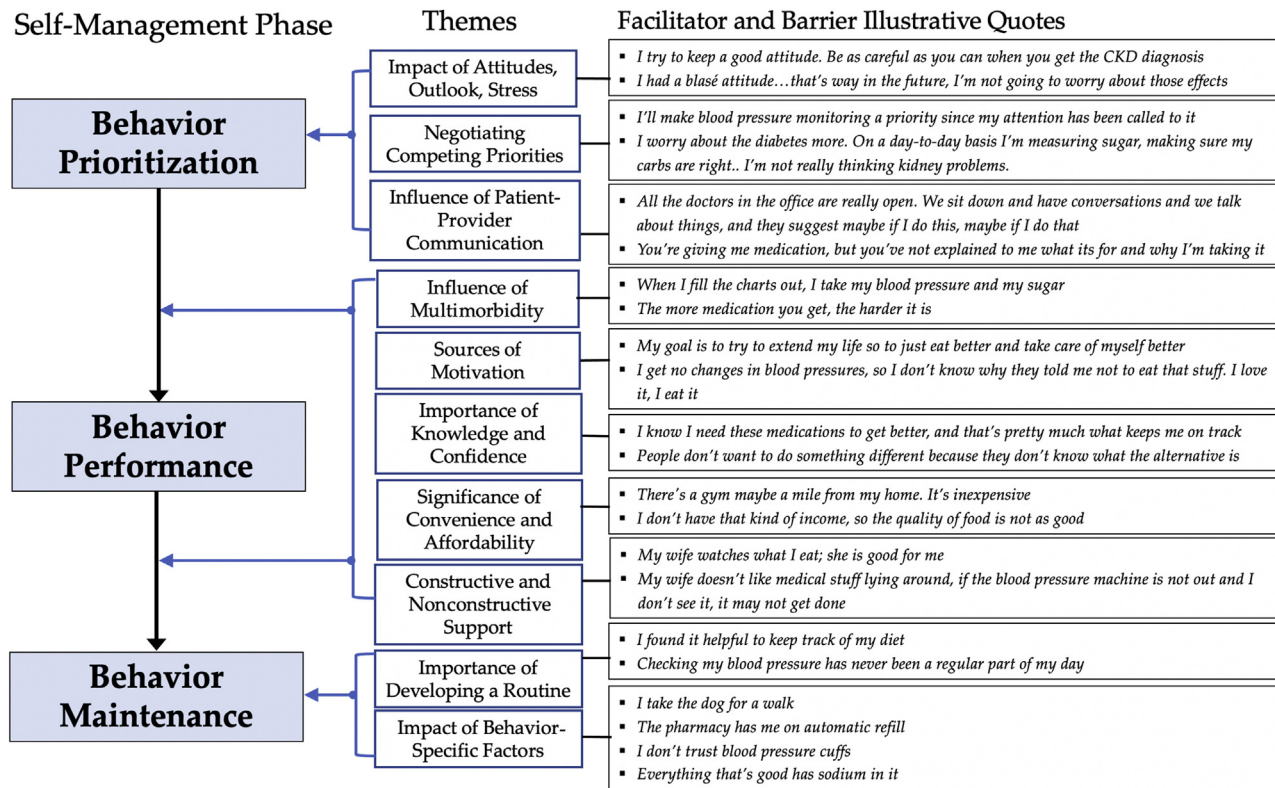 Self-Management Phase
Themes
Facilitator and Barrier Illustrative Quotes
Behavior
Prioritization
Impact of Attitudes,
Outlook, Stress
▪ I try to keep a good attitude. Be as careful as you can when you get the CKD diagnosis
▪ I had a blasé attitude…that's way in the future, I'm not going to worry about those effects
Negotiating
Competing Priorities
▪ I'll make blood pressure monitoring a priority since my attention has been called to it
▪ I worry about the diabetes more. On a day-to-day basis I'm measuring sugar, making sure my
carbs are right.. I'm not really thinking kidney problems.
Influence of Patient-
Provider
Communication
▪ All the doctors in the office are really open. We sit down and have conversations and we talk
about things, and they suggest maybe if I do this, maybe if I do that
▪ You're giving me medication, but you've not explained to me what its for and why I'm taking it
Influence of
Multimorbidity
▪ When I fill the charts out, I take my blood pressure and my sugar
▪ The more medication you get, the harder it is
Behavior
Performance
Sources of
Motivation
▪ My goal is to try to extend my life so to just eat better and take care of myself better
▪ I get no changes in blood pressures, so I don't know why they told me not to eat that stuff. I love
it, I eat it
Importance of
Knowledge and
Confidence
▪ I know I need these medications to get better, and that's pretty much what keeps me on track
▪ People don't want to do something different because they don't know what the alternative is
Significance of
Convenience and
Affordability
▪ There's a gym maybe a mile from my home. It's inexpensive
▪ I don't have that kind of income, so the quality of food is not as good
Constructive and
Nonconstructive
Support
▪ My wife watches what I eat; she is good for me
▪ My wife doesn't like medical stuff lying around, if the blood pressure machine is not out and I
don't see it, it may not get done
Behavior
Maintenance
Importance of
Developing a Routine
▪ I found it helpful to keep track of my diet
▪ Checking my blood pressure has never been a regular part of my day
Impact of Behavior-
Specific Factors
▪ I take the dog for a walk
▪ The pharmacy has me on automatic refill
▪ I don't trust blood pressure cuffs
▪ Everything that's good has sodium in it